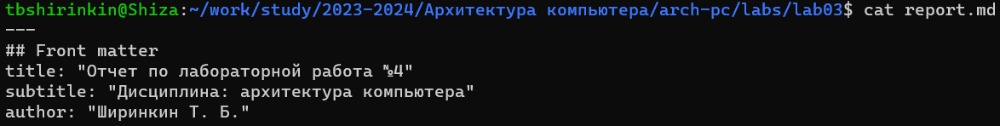 tbshirinkin@Shiza:~/work/study/2023-2024/Архитектура компьютера/arch-pc/labs/lab03$ cat report.md
---
## Front matter
title: "Отчет по лабораторной работа №4"
subtitle: "Дисциплина: архитектура компьютера"
author: "Ширинкин Т. Б."